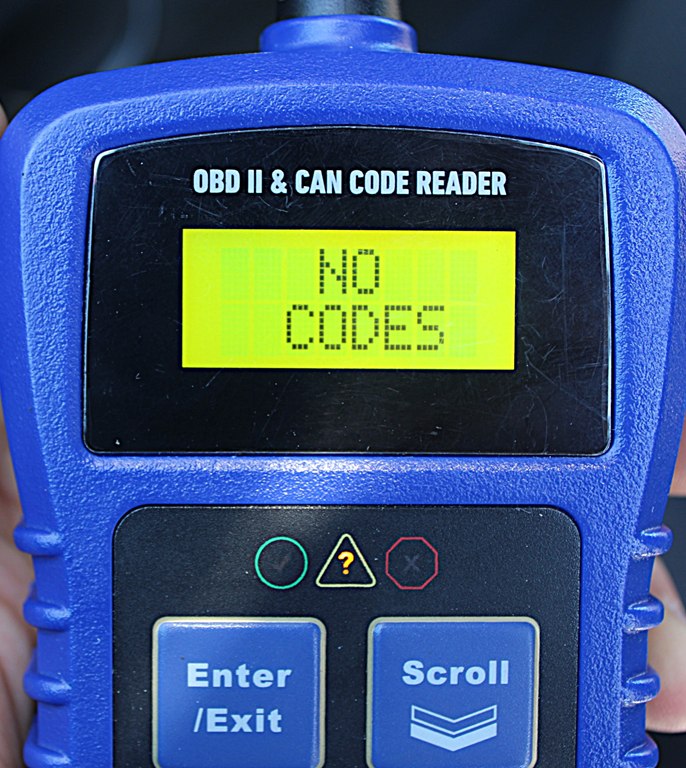 OBD II & CAN CODE READER
NO
CODES
?
X
Enter
/Exit
Scroll